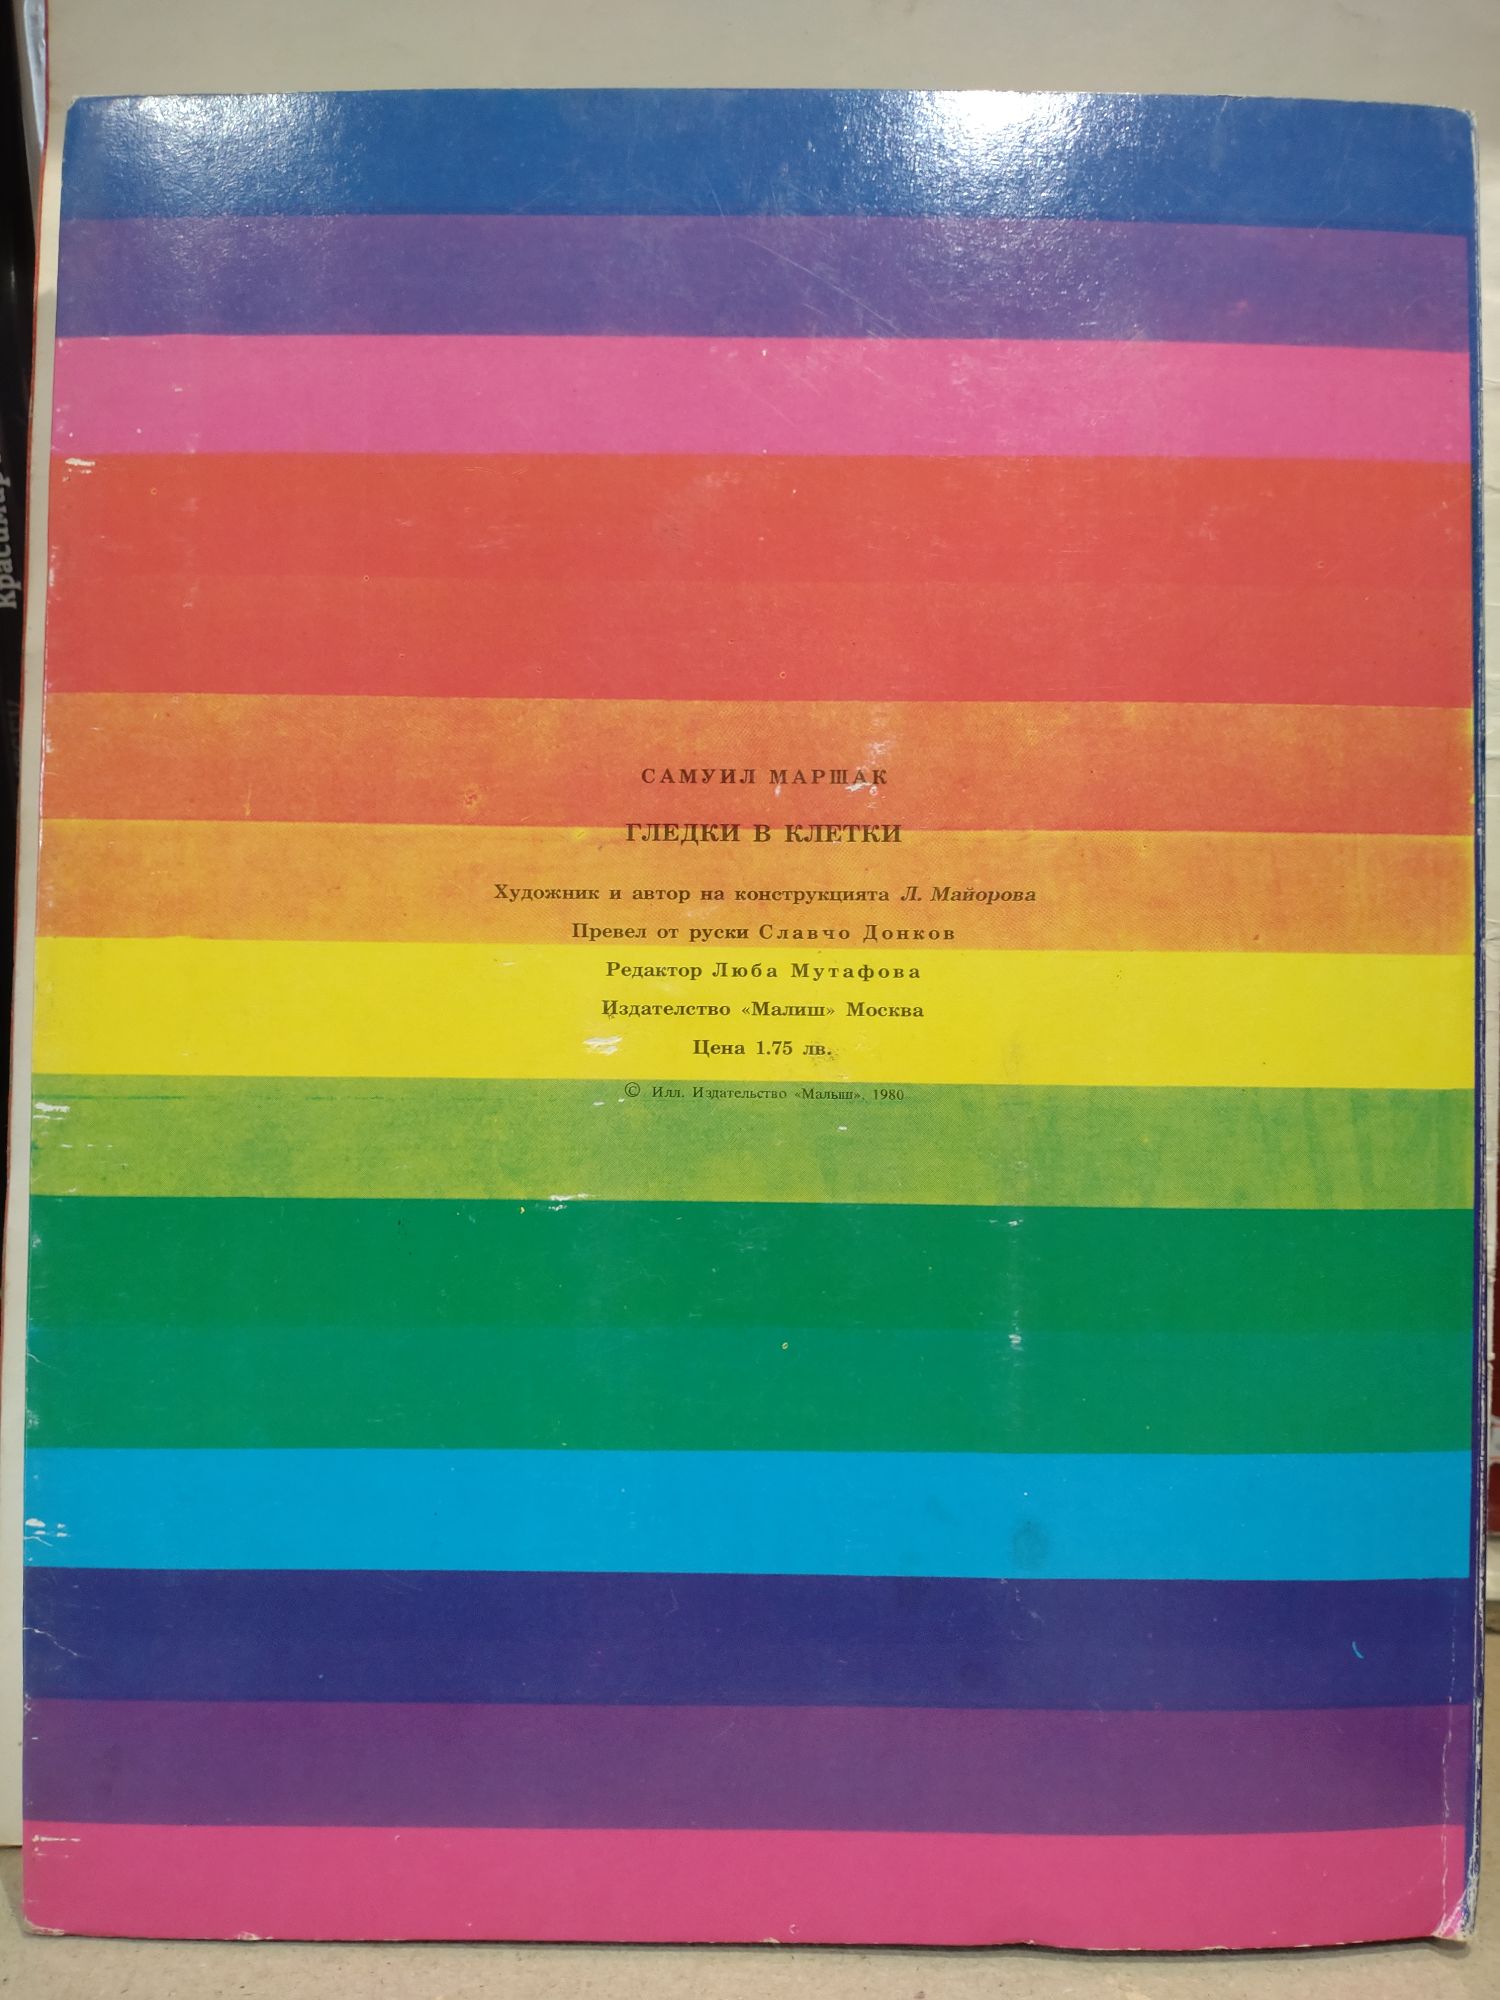 САМУИЛ МАРШАК
ГЛЕДКИ В КЛЕТКИ
Художник и автор на конструкцията Л. Майорова
Превел от руски Славчо Донков
Редактор Люба Мутафова
Издателство «Малиш» Москва
Цена 1.75 лв.
© Илл. Издательство «Малыш», 1980